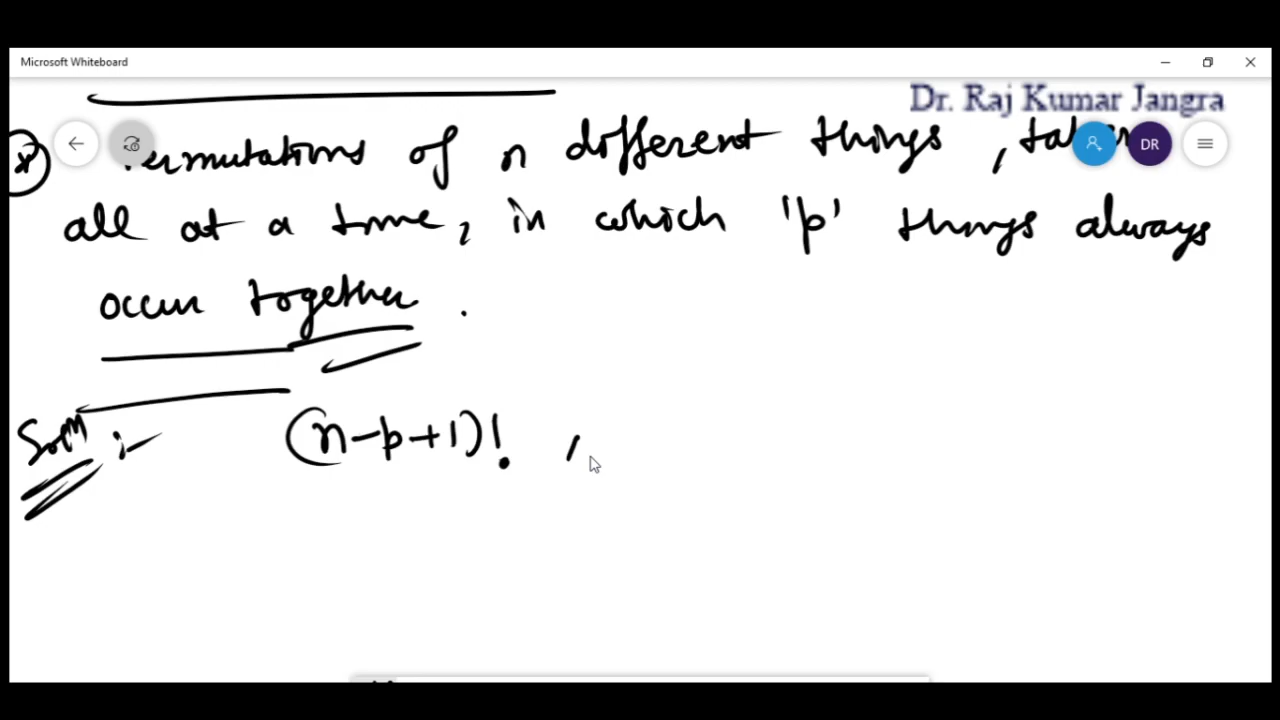 Microsoft Whiteboard
Dr. Raj Kumar Jangra
of n different things ,
DR
all at a time, in which 'p' things always
occur together .
Soln :-
(n-p+1)! ,